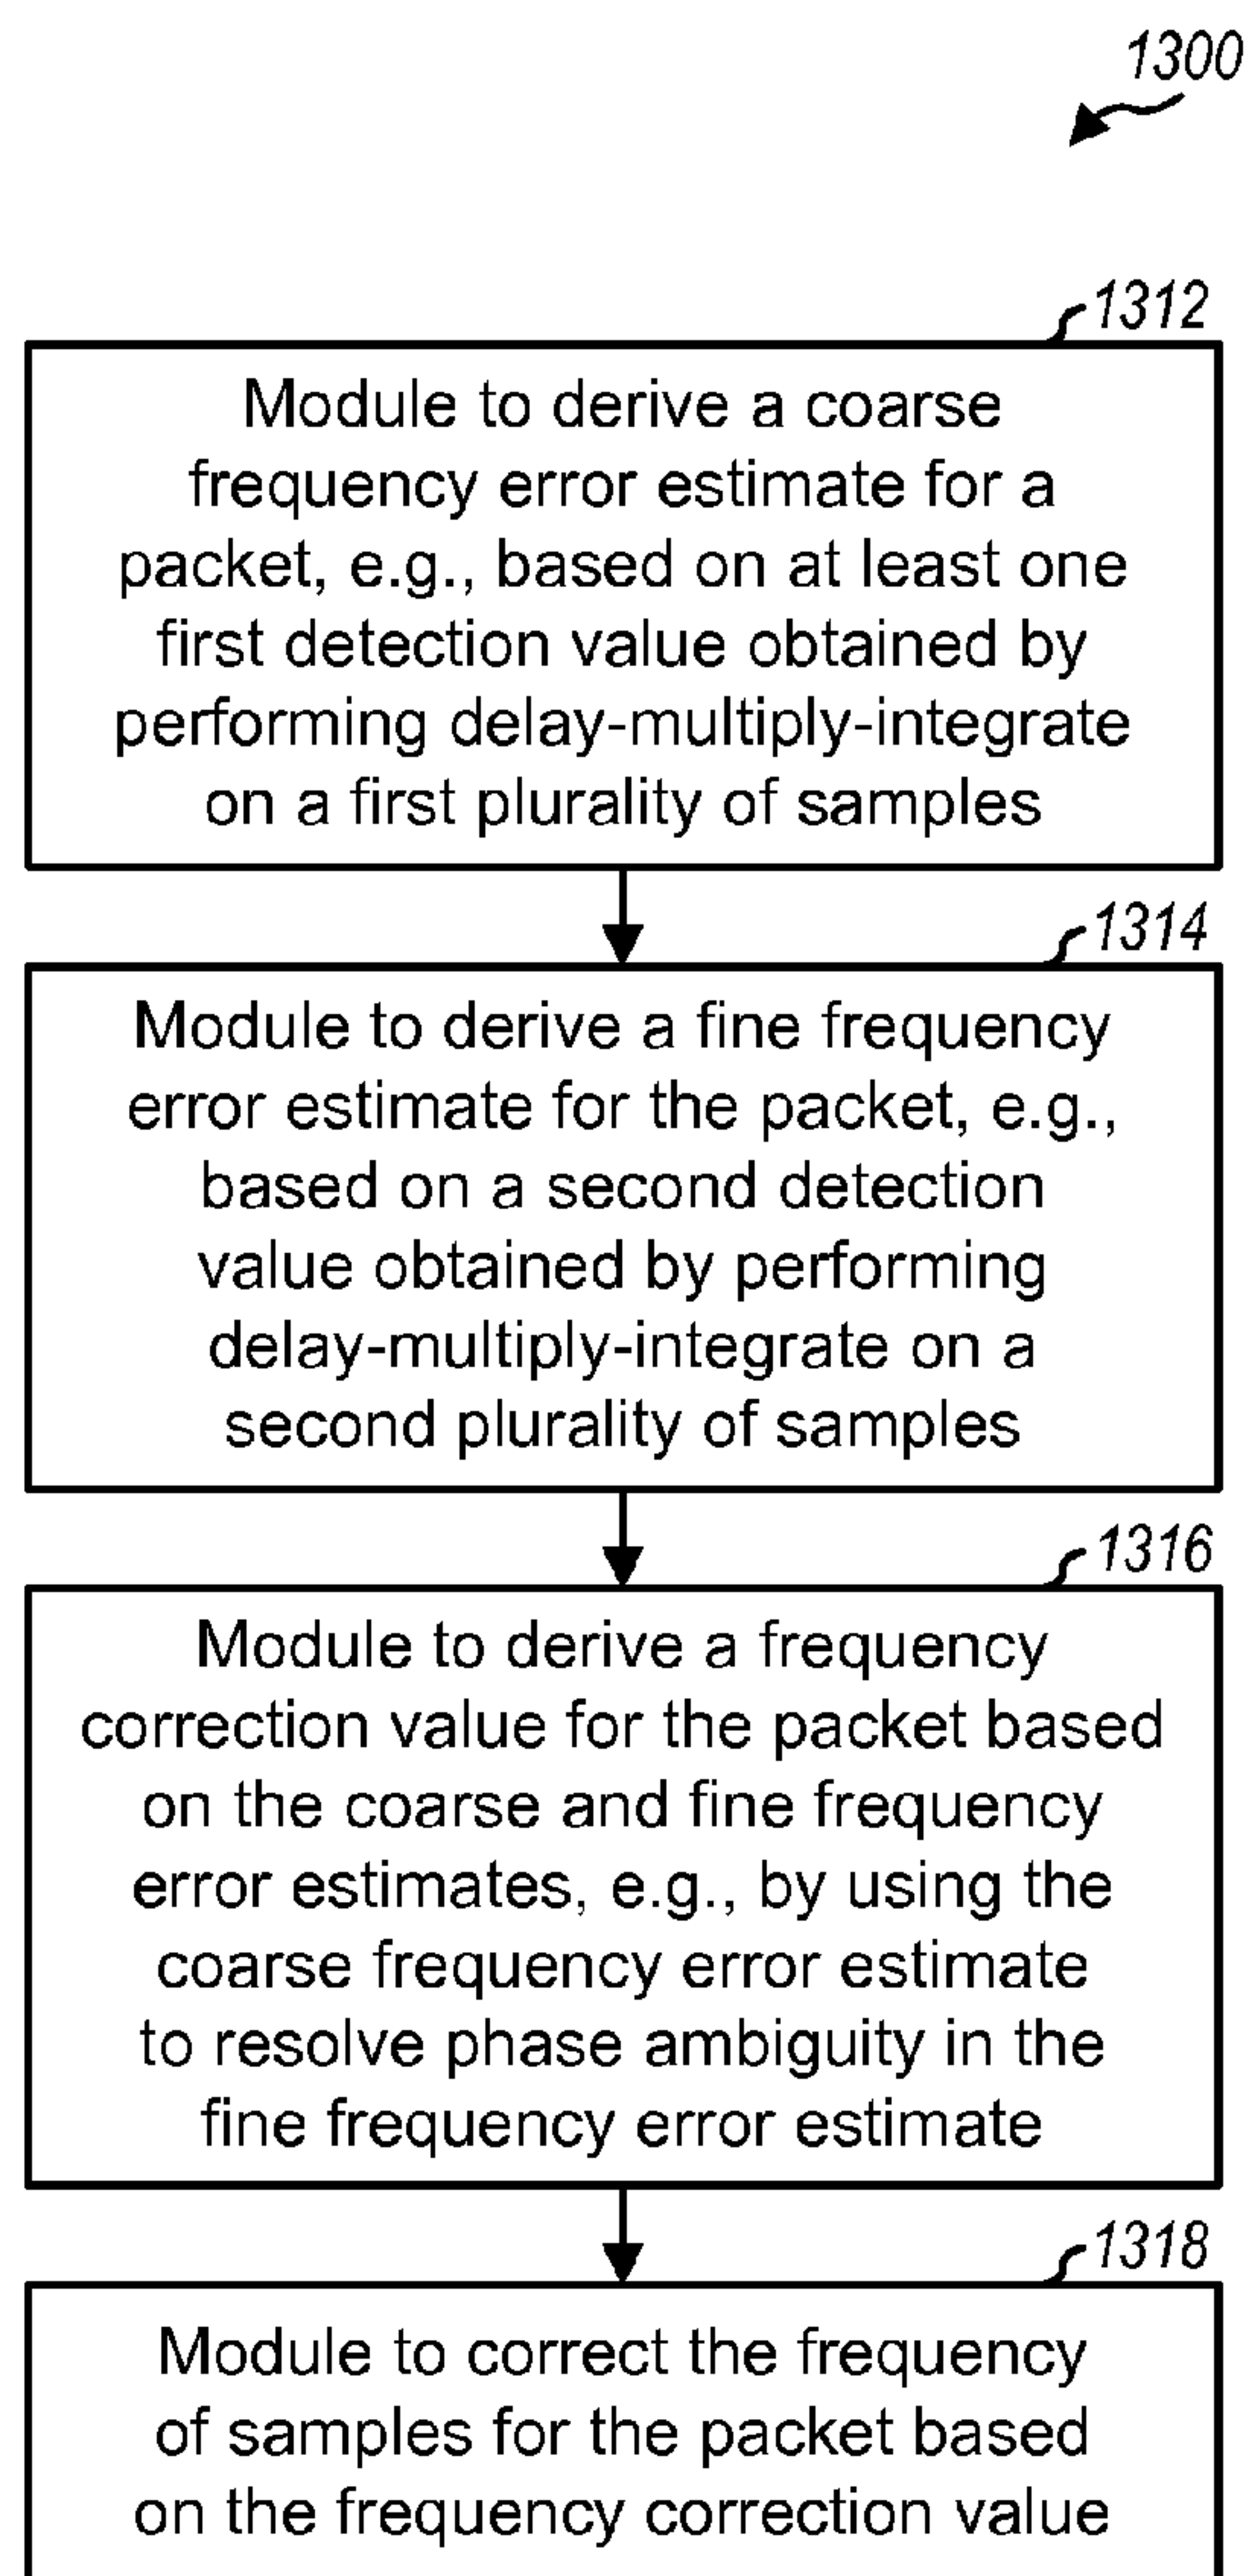 1300
1312
Module to derive a coarse
frequency error estimate for a
packet, e.g., based on at least one
first detection value obtained by
performing delay-multiply-integrate
on a first plurality of samples
1314
Module to derive a fine frequency
error estimate for the packet, e.g.,
based on a second detection
value obtained by performing
delay-multiply-integrate on a
second plurality of samples
1316
Module to derive a frequency
correction value for the packet based
on the coarse and fine frequency
error estimates, e.g., by using the
coarse frequency error estimate
to resolve phase ambiguity in the
fine frequency error estimate
1318
Module to correct the frequency
of samples for the packet based
on the frequency correction value